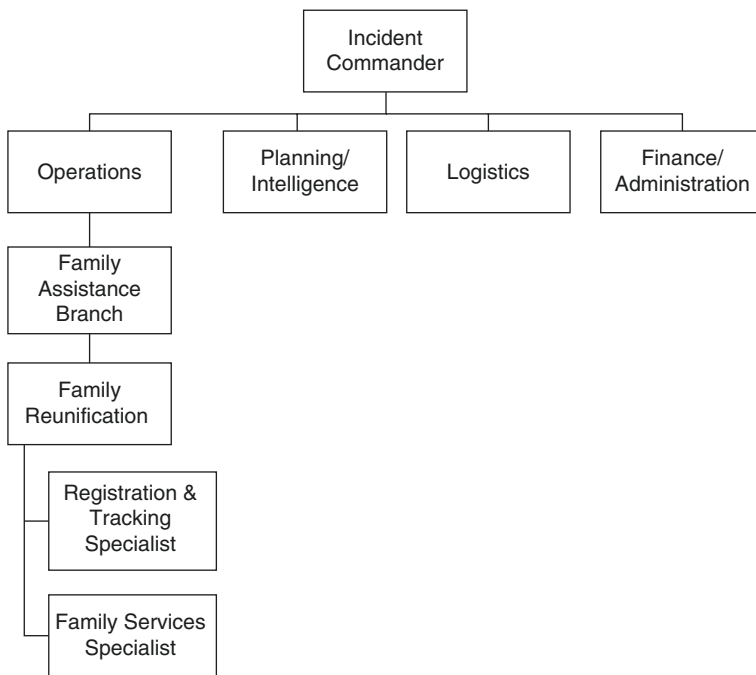 Incident
Commander
Operations
Planning/
Intelligence
Logistics
Finance/
Administration
Family
Assistance
Branch
Family
Reunification
Registration &
Tracking
Specialist
Family Services
Specialist